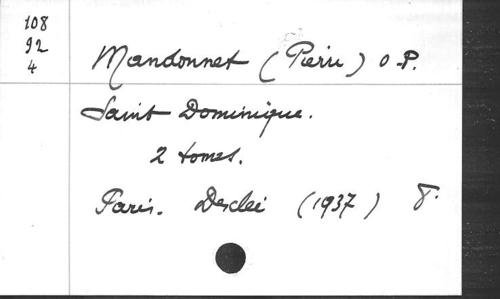 108
92
4
Mandonnet (Pierre) O.P.
Saint Dominique.
2 tomes.
Paris. Desclée (1937) 8.